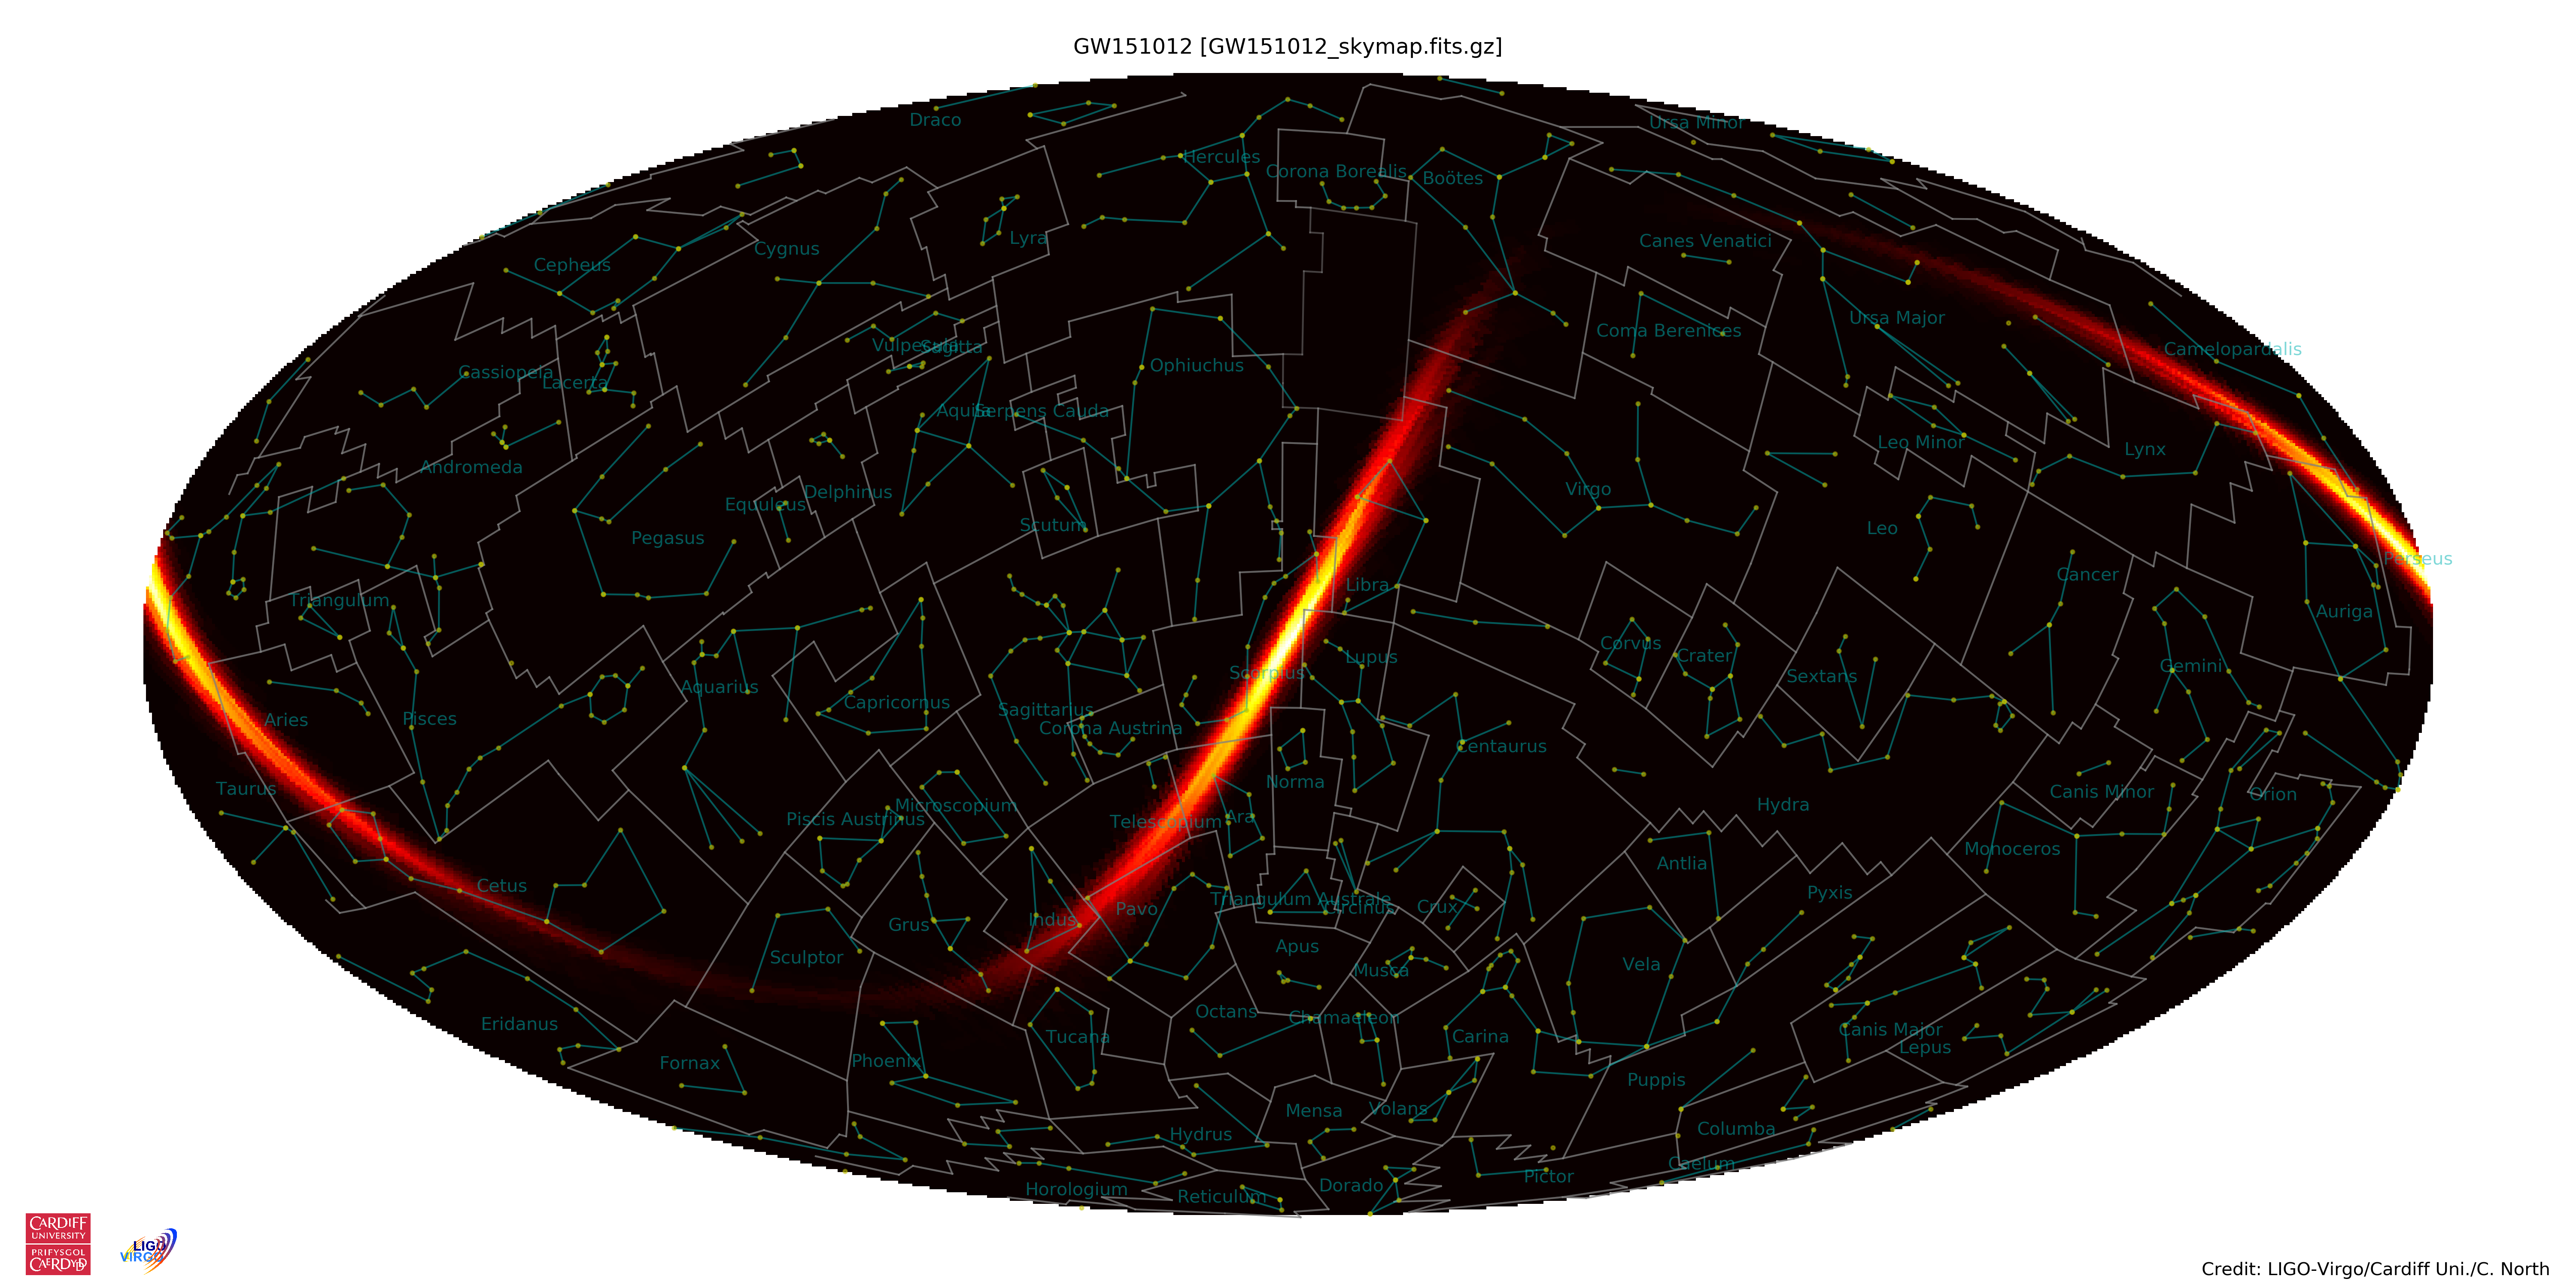 GW151012 [GW151012_skymap.fits.gz]
Draco
Ursa Minor
Hercules
Corona Borealis
Boötes
Lyra
Canes Venatici
Cygnus
Cepheus
Ursa Major
Coma Berenices
Vulpecula
Sagitta
Camelopardalis
Ophiuchus
Cassiopeia
Lacerta
Aquila
Serpens Cauda
Leo Minor
Lynx
Andromeda
Virgo
Delphinus
Equuleus
Scutum
Leo
Pegasus
Perseus
Cancer
Libra
Triangulum
Auriga
Corvus
Crater
Lupus
Gemini
Scorpius
Sextans
Aquarius
Capricornus
Sagittarius
Aries
Pisces
Corona Austrina
Centaurus
Norma
Taurus
Canis Minor
Orion
Microscopium
Hydra
Piscis Austrinus
Telescopium
Ara
Monoceros
Antlia
Cetus
Pyxis
Triangulum Australe
Circinus
Crux
Pavo
Indus
Grus
Apus
Sculptor
Vela
Musca
Octans
Chamaeleon
Eridanus
Canis Major
Tucana
Carina
Lepus
Phoenix
Fornax
Puppis
Mensa
Volans
Columba
Hydrus
Caelum
Pictor
Dorado
Horologium
Reticulum
CARDIFF
UNIVERSITY
PRIFYSGOL
CAERDYDD
LIGO
VIRGO
Credit: LIGO-Virgo/Cardiff Uni./C. North